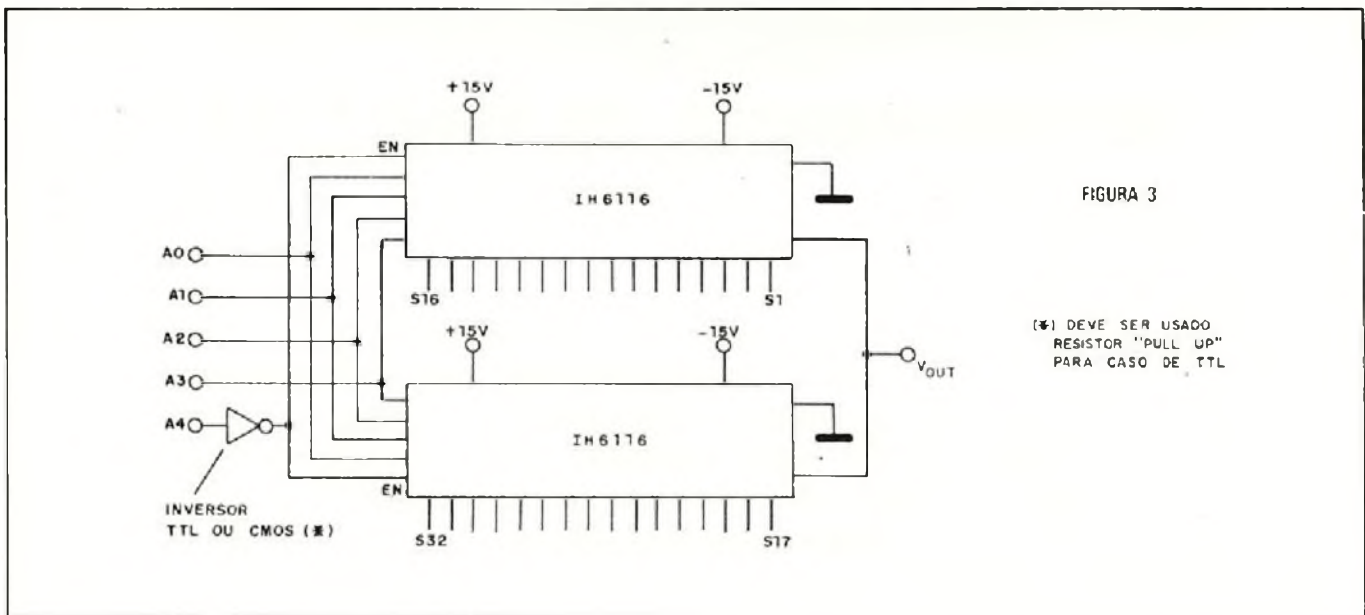 +15V
-15V
EN
IH6116
FIGURA 3
A0
A1
A2
A3
A4
S16
S1
+15V
-15V
(*) DEVE SER USADO
RESISTOR "PULL UP"
PARA CASO DE TTL
VOUT
IH6116
EN
INVERSOR
TTL OU CMOS (*)
S32
S17